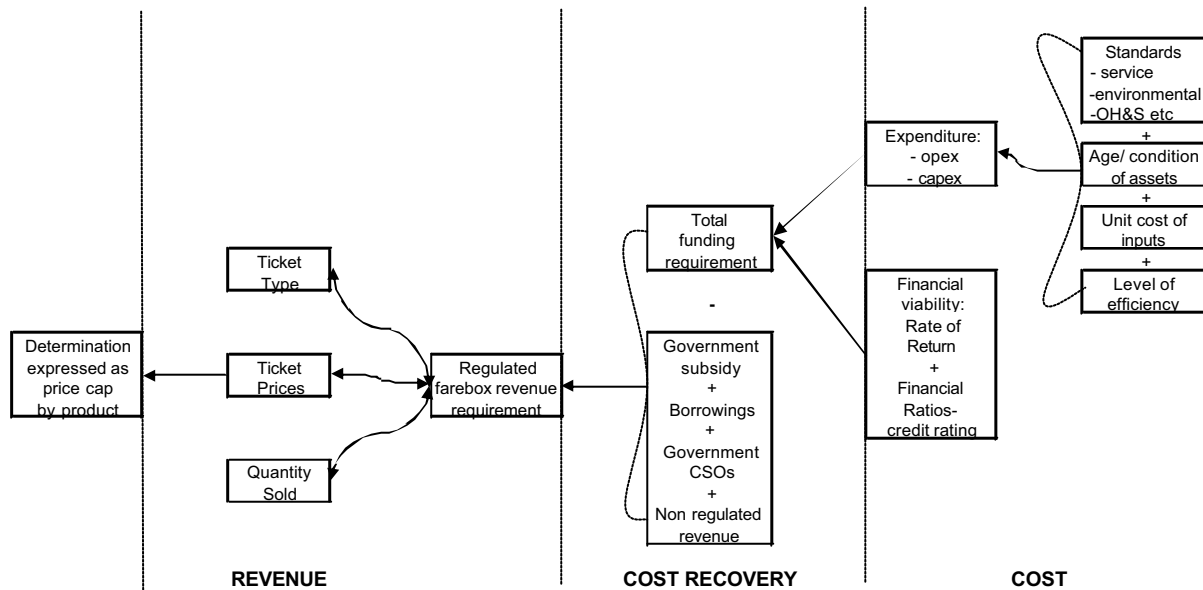 Determination
expressed as
price cap
by product
Ticket
Type
Ticket
Prices
Quantity
Sold
Regulated
farebox revenue
requirement
Total
funding
requirement
-
Government
subsidy
+
Borrowings
+
Government
CSOs
+
Non regulated
revenue
Expenditure:
- opex
- capex
Financial
viability:
Rate of
Return
+
Financial
Ratios-
credit rating
Standards
- service
-environmental
-OH&S etc
+
Age/ condition
of assets
+
Unit cost of
inputs
+
Level of
efficiency
REVENUE
COST RECOVERY
COST